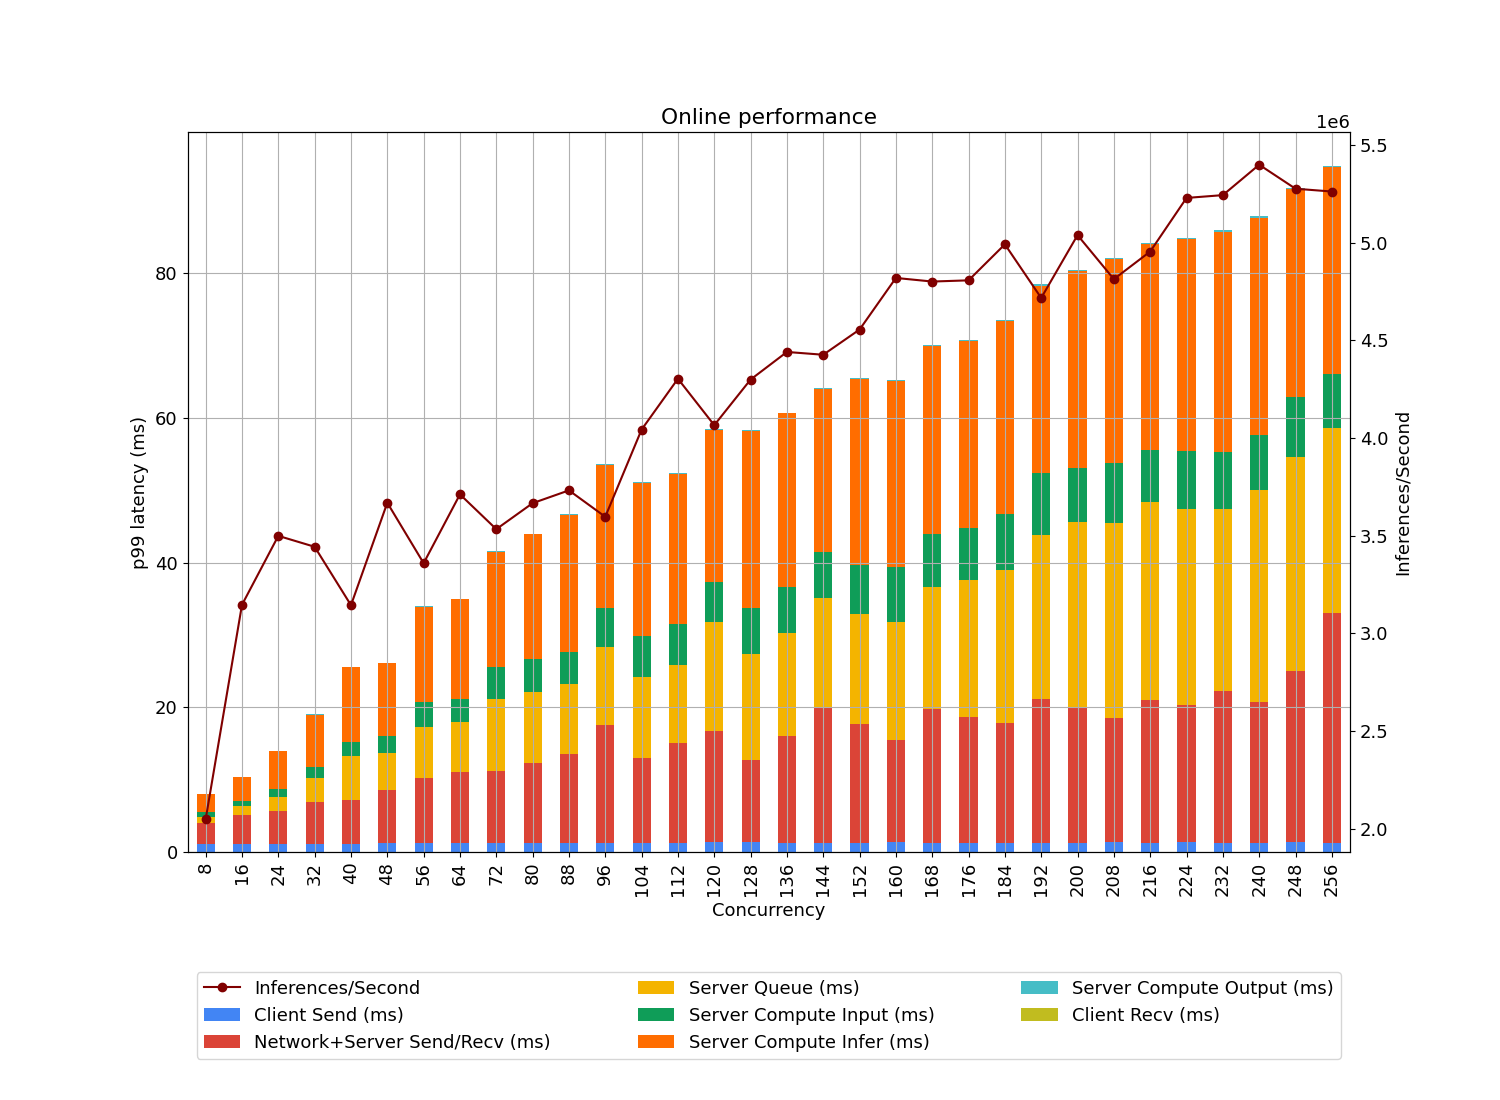 Online performance
1e6
5.5
5.0
4.5
4.0
3.5
3.0
2.5
2.0
Inferences/Second
80
60
40
20
0
p99 latency (ms)
8 16 24 32 40 48 56 64 72 80 88 96 104 112 120 128 136 144 152 160 168 176 184 192 200 208 216 224 232 240 248 256
Concurrency
Inferences/Second
Client Send (ms)
Network+Server Send/Recv (ms)
Server Queue (ms)
Server Compute Input (ms)
Server Compute Infer (ms)
Server Compute Output (ms)
Client Recv (ms)